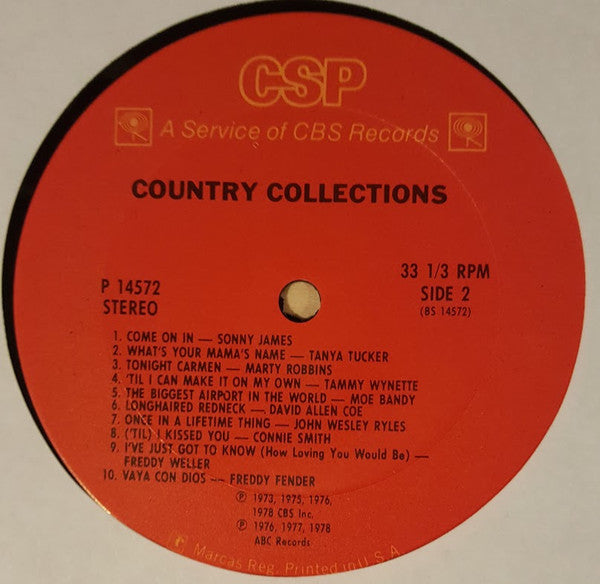 CSP
A Service of CBS Records
COUNTRY COLLECTIONS
P 14572
STEREO
33 1/3 RPM
SIDE 2
(BS 14572)
1. COME ON IN — SONNY JAMES
2. WHAT'S YOUR MAMA'S NAME — TANYA TUCKER
3. TONIGHT CARMEN — MARTY ROBBINS
4. 'TIL I CAN MAKE IT ON MY OWN — TAMMY WYNETTE
5. THE BIGGEST AIRPORT IN THE WORLD — MOE BANDY
6. LONGHAIRED REDNECK — DAVID ALLEN COE
7. ONCE IN A LIFETIME THING — JOHN WESLEY RYLES
8. ('TIL) I KISSED YOU — CONNIE SMITH
9. I'VE JUST GOT TO KNOW (How Loving You Would Be) —
FREDDY WELLER
10. VAYA CON DIOS -- FREDDY FENDER
℗ 1973, 1975, 1976,
1978 CBS Inc.
℗ 1976, 1977, 1978
ABC Records
Marcas Reg. Printed in U.S.A.